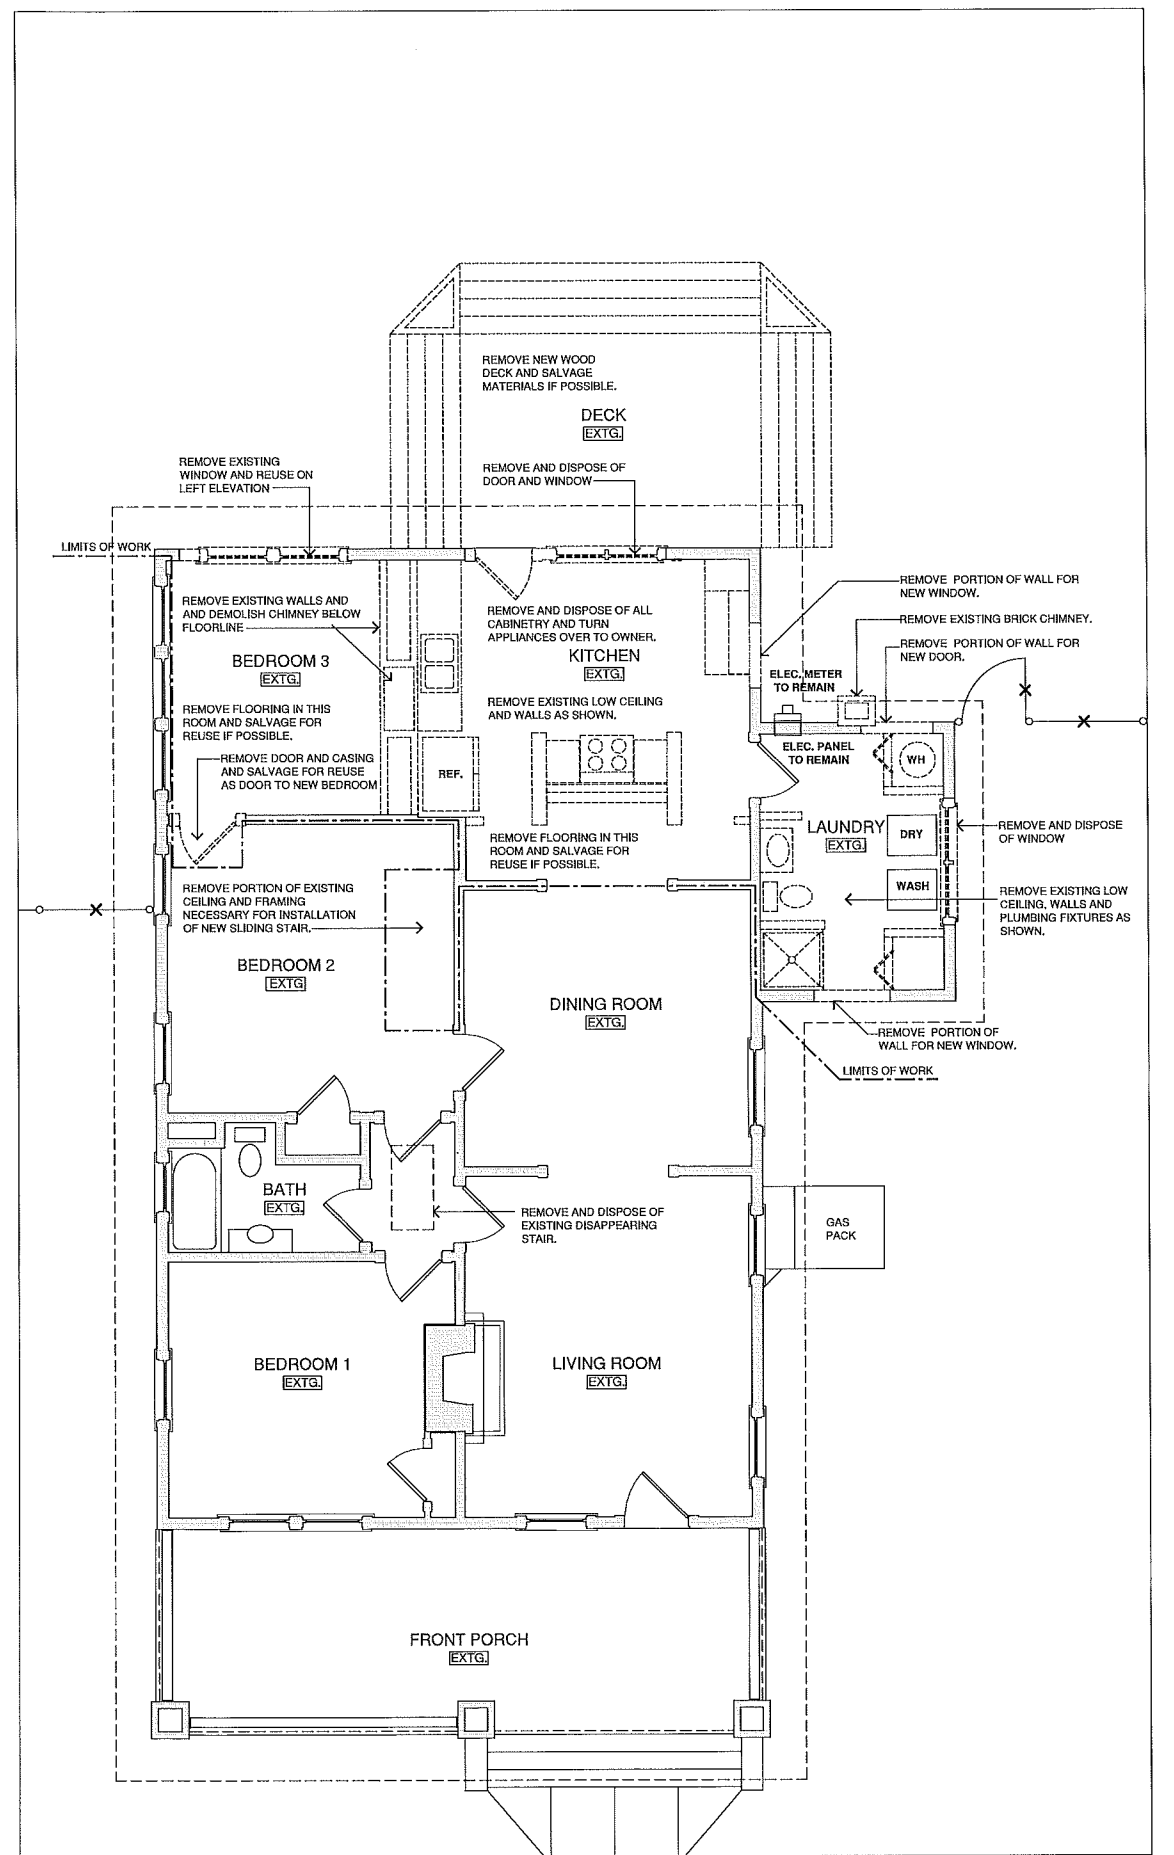 REMOVE NEW WOOD
DECK AND SALVAGE
MATERIALS IF POSSIBLE.
DECK
EXTG.
REMOVE EXISTING
WINDOW AND REUSE ON
LEFT ELEVATION
REMOVE AND DISPOSE OF
DOOR AND WINDOW
LIMITS OF WORK
REMOVE EXISTING WALLS AND
AND DEMOLISH CHIMNEY BELOW
FLOORLINE
BEDROOM 3
EXTG.
REMOVE FLOORING IN THIS
ROOM AND SALVAGE FOR
REUSE IF POSSIBLE.
REMOVE DOOR AND CASING
AND SALVAGE FOR REUSE
AS DOOR TO NEW BEDROOM
REMOVE AND DISPOSE OF ALL
CABINETRY AND TURN
APPLIANCES OVER TO OWNER.
KITCHEN
EXTG.
REMOVE EXISTING LOW CEILING
AND WALLS AS SHOWN.
REF.
REMOVE FLOORING IN THIS
ROOM AND SALVAGE FOR
REUSE IF POSSIBLE.
REMOVE PORTION OF WALL FOR
NEW WINDOW.
REMOVE EXISTING BRICK CHIMNEY.
REMOVE PORTION OF WALL FOR
NEW DOOR.
ELEC. METER
TO REMAIN
ELEC. PANEL
TO REMAIN
WH
LAUNDRY
EXTG.
DRY
WASH
REMOVE AND DISPOSE
OF WINDOW
REMOVE EXISTING LOW
CEILING, WALLS AND
PLUMBING FIXTURES AS
SHOWN.
REMOVE PORTION OF EXISTING
CEILING AND FRAMING
NECESSARY FOR INSTALLATION
OF NEW SLIDING STAIR.
BEDROOM 2
EXTG
DINING ROOM
EXTG.
REMOVE PORTION OF
WALL FOR NEW WINDOW.
LIMITS OF WORK
BATH
EXTG.
REMOVE AND DISPOSE OF
EXISTING DISAPPEARING
STAIR.
GAS
PACK
BEDROOM 1
EXTG.
LIVING ROOM
EXTG.
FRONT PORCH
EXTG.